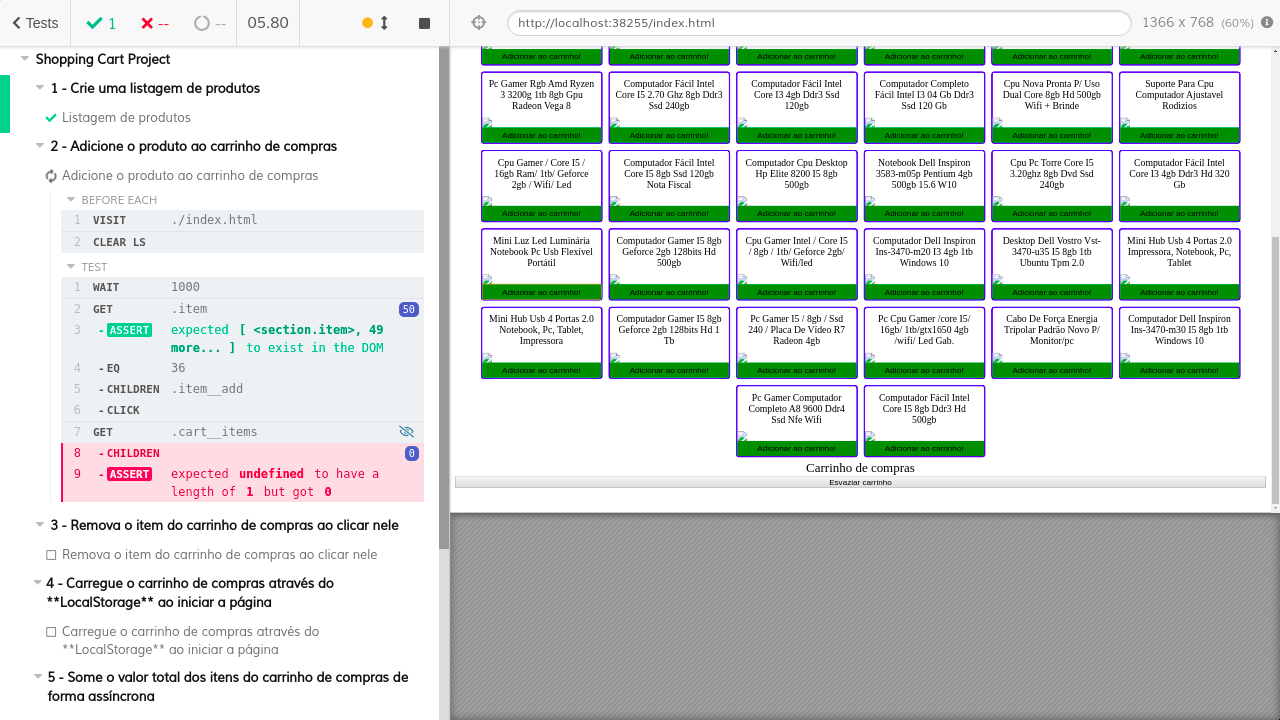 Tests
1
--
--
05.80
http://localhost:38255/index.html
1366 x 768 (60%)
Shopping Cart Project
1 - Crie uma listagem de produtos
Listagem de produtos
2 - Adicione o produto ao carrinho de compras
Adicione o produto ao carrinho de compras
BEFORE EACH
1 VISIT ./index.html
2 CLEAR LS
TEST
1 WAIT 1000
2 GET .item 50
3 -ASSERT expected [ <section.item>, 49
more... ] to exist in the DOM
4 -EQ 36
5 -CHILDREN .item__add
6 -CLICK
7 GET .cart__items
8 -CHILDREN 0
9 -ASSERT expected undefined to have a
length of 1 but got 0
3 - Remova o item do carrinho de compras ao clicar nele
Remova o item do carrinho de compras ao clicar nele
4 - Carregue o carrinho de compras através do
**LocalStorage** ao iniciar a página
Carregue o carrinho de compras através do
**LocalStorage** ao iniciar a página
5 - Some o valor total dos itens do carrinho de compras de
forma assíncrona
Adicionar ao carrinho! Adicionar ao carrinho! Adicionar ao carrinho! Adicionar ao carrinho! Adicionar ao carrinho! Adicionar ao carrinho!
Pc Gamer Rgb Amd Ryzen
3 3200g 1tb 8gb Gpu
Radeon Vega 8
Adicionar ao carrinho!
Computador Fácil Intel
Core I5 2.70 Ghz 8gb Ddr3
Ssd 240gb
Adicionar ao carrinho!
Computador Fácil Intel
Core I3 4gb Ddr3 Ssd
120gb
Adicionar ao carrinho!
Computador Completo
Fácil Intel I3 04 Gb Ddr3
Ssd 120 Gb
Adicionar ao carrinho!
Cpu Nova Pronta P/ Uso
Dual Core 8gb Hd 500gb
Wifi + Brinde
Adicionar ao carrinho!
Suporte Para Cpu
Computador Ajustavel
Rodizios
Adicionar ao carrinho!
Cpu Gamer / Core I5 /
16gb Ram/ 1tb/ Geforce
2gb / Wifi/ Led
Adicionar ao carrinho!
Computador Fácil Intel
Core I5 8gb Ssd 120gb
Nota Fiscal
Adicionar ao carrinho!
Computador Cpu Desktop
Hp Elite 8200 I5 8gb
500gb
Adicionar ao carrinho!
Notebook Dell Inspiron
3583-m05p Pentium 4gb
500gb 15.6 W10
Adicionar ao carrinho!
Cpu Pc Torre Core I5
3.20ghz 8gb Dvd Ssd
240gb
Adicionar ao carrinho!
Computador Fácil Intel
Core I3 4gb Ddr3 Hd 320
Gb
Adicionar ao carrinho!
Mini Luz Led Luminária
Notebook Pc Usb Flexível
Portátil
Adicionar ao carrinho!
Computador Gamer I5 8gb
Geforce 2gb 128bits Hd
500gb
Adicionar ao carrinho!
Cpu Gamer Intel / Core I5
/ 8gb / 1tb/ Geforce 2gb/
Wifi/led
Adicionar ao carrinho!
Computador Dell Inspiron
Ins-3470-m20 I3 4gb 1tb
Windows 10
Adicionar ao carrinho!
Desktop Dell Vostro Vst-
3470-u35 I5 8gb 1tb
Ubuntu Tpm 2.0
Adicionar ao carrinho!
Mini Hub Usb 4 Portas 2.0
Impressora, Notebook, Pc,
Tablet
Adicionar ao carrinho!
Mini Hub Usb 4 Portas 2.0
Notebook, Pc, Tablet,
Impressora
Adicionar ao carrinho!
Computador Gamer I5 8gb
Geforce 2gb 128bits Hd 1
Tb
Adicionar ao carrinho!
Pc Gamer I5 / 8gb / Ssd
240 / Placa De Vídeo R7
Radeon 4gb
Adicionar ao carrinho!
Pc Cpu Gamer /core I5/
16gb/ 1tb/gtx1650 4gb
/wifi/ Led Gab.
Adicionar ao carrinho!
Cabo De Força Energia
Tripolar Padrão Novo P/
Monitor/pc
Adicionar ao carrinho!
Computador Dell Inspiron
Ins-3470-m30 I5 8gb 1tb
Windows 10
Adicionar ao carrinho!
Pc Gamer Computador
Completo A8 9600 Ddr4
Ssd Nfe Wifi
Adicionar ao carrinho!
Computador Fácil Intel
Core I5 8gb Ddr3 Hd
500gb
Adicionar ao carrinho!
Carrinho de compras
Esvaziar carrinho